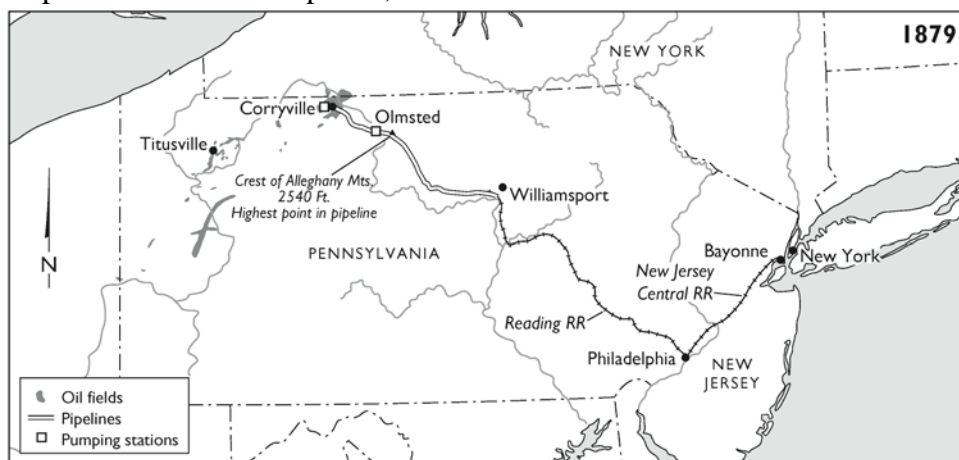 1879
NEW YORK
Corryville
Olmsted
Titusville
Crest of Alleghany Mts.
2540 Ft.
Highest point in pipeline
Williamsport
N
PENNSYLVANIA
Bayonne
New York
New Jersey
Central RR
Reading RR
Philadelphia
NEW
JERSEY
Oil fields
Pipelines
Pumping stations